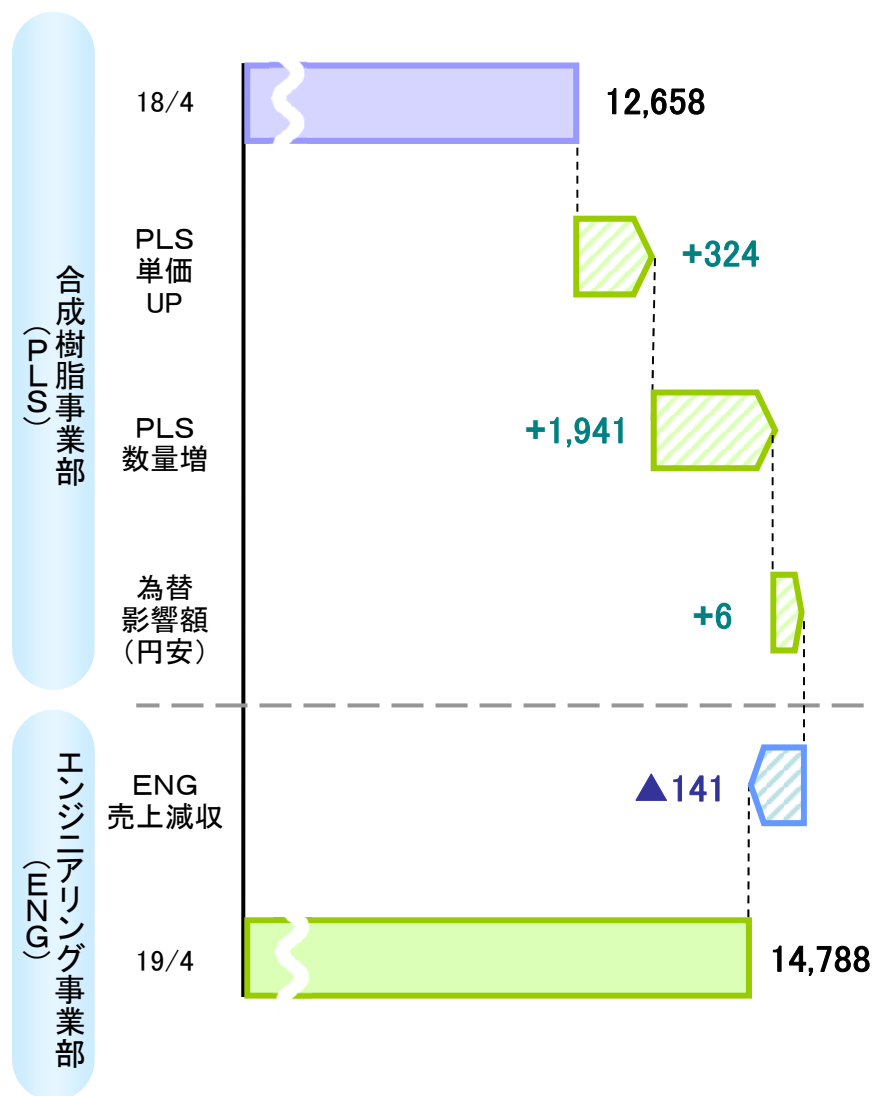 合成樹脂事業部
（ＰＬＳ）
18/4
12,658
PLS
単価
UP
+324
PLS
数量増
+1,941
為替
影響額
（円安）
+6
エンジニアリング事業部
（ＥＮＧ）
ENG
売上減収
▲141
19/4
14,788